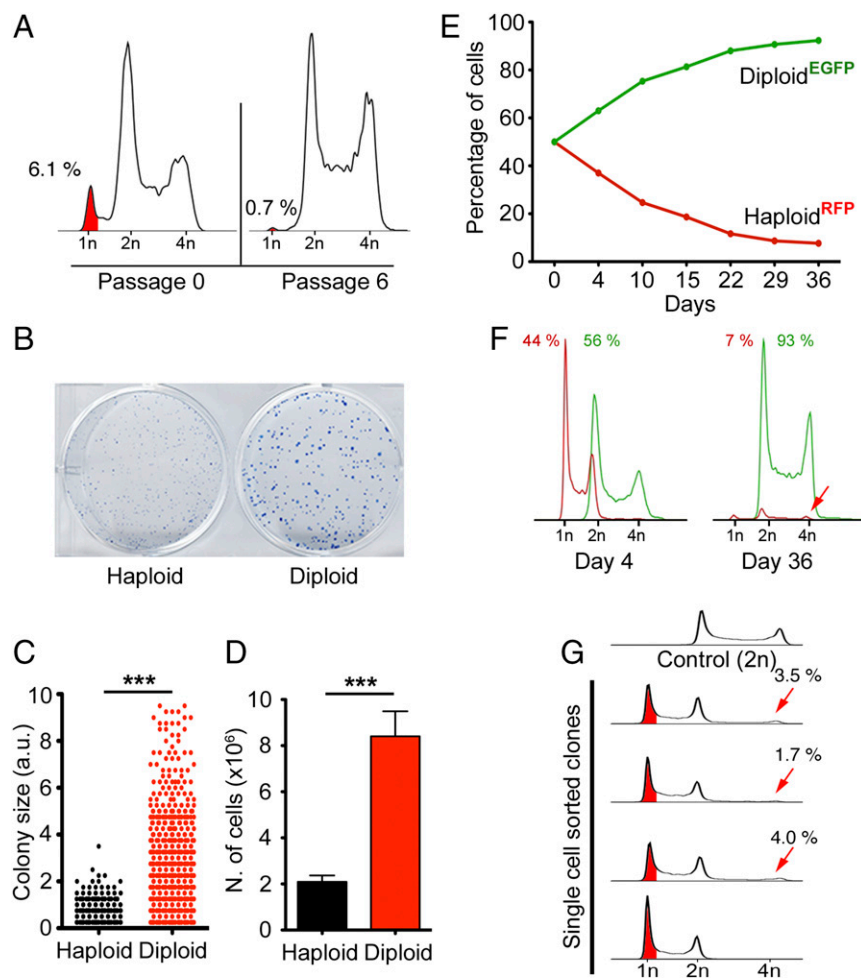 A
6.1 %
0.7 %
1n 2n 4n
1n 2n 4n
Passage 0
Passage 6
B
Haploid
Diploid
C
***
Colony size (a.u.)
10
8
6
4
2
0
Haploid Diploid
D
***
N. of cells (x10⁶)
10
8
6
4
2
0
Haploid Diploid
E
Percentage of cells
100
80
60
40
20
0
Diploid^EGFP
Haploid^RFP
0 4 10 15 22 29 36
Days
F
44 % 56 %
7 % 93 %
1n 2n 4n
1n 2n 4n
Day 4
Day 36
G
Control (2n)
Single cell sorted clones
3.5 %
1.7 %
4.0 %
1n 2n 4n